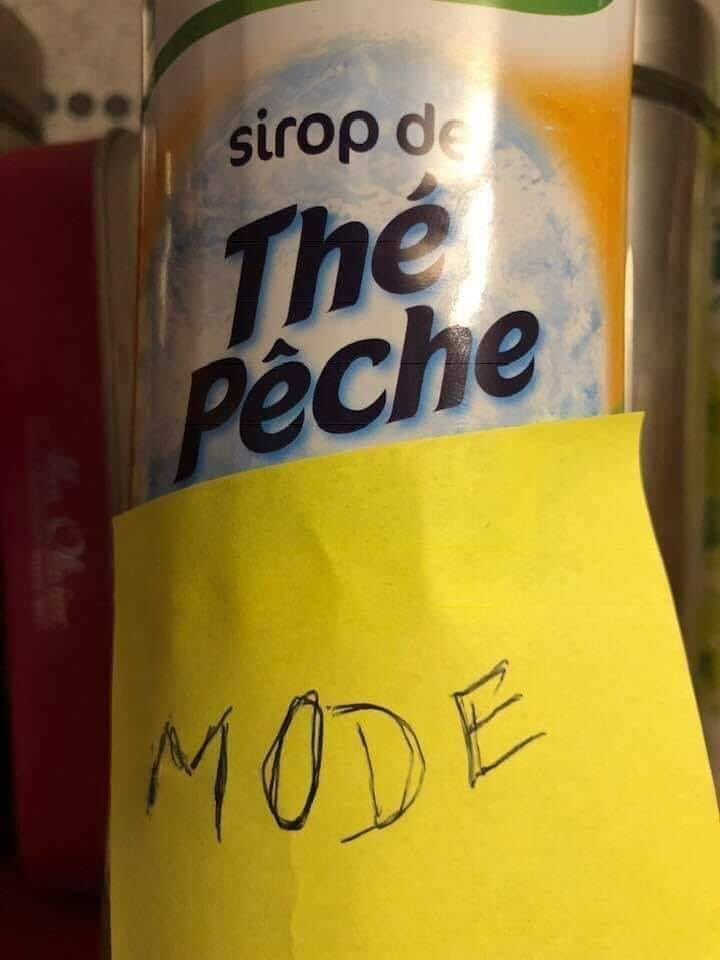 sirop de
Thé
pêche
MODE